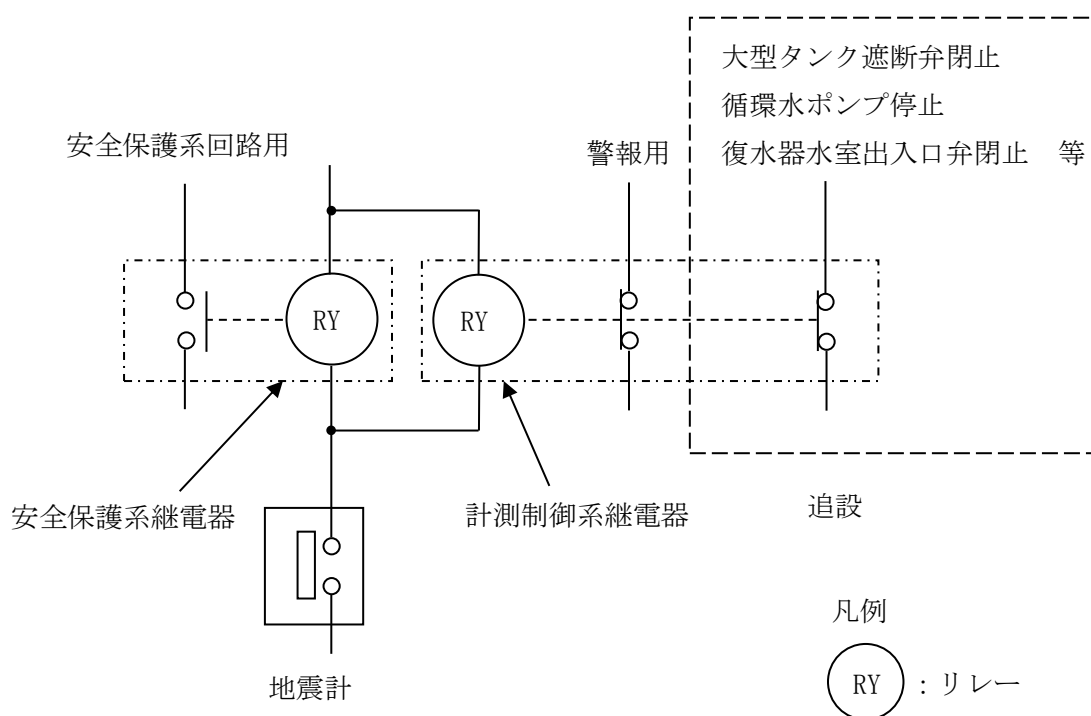 大型タンク遮断弁閉止
循環水ポンプ停止
復水器水室出入口弁閉止　等
安全保護系回路用
警報用
RY
RY
安全保護系継電器
計測制御系継電器
追設
地震計
凡例
RY
：リレー